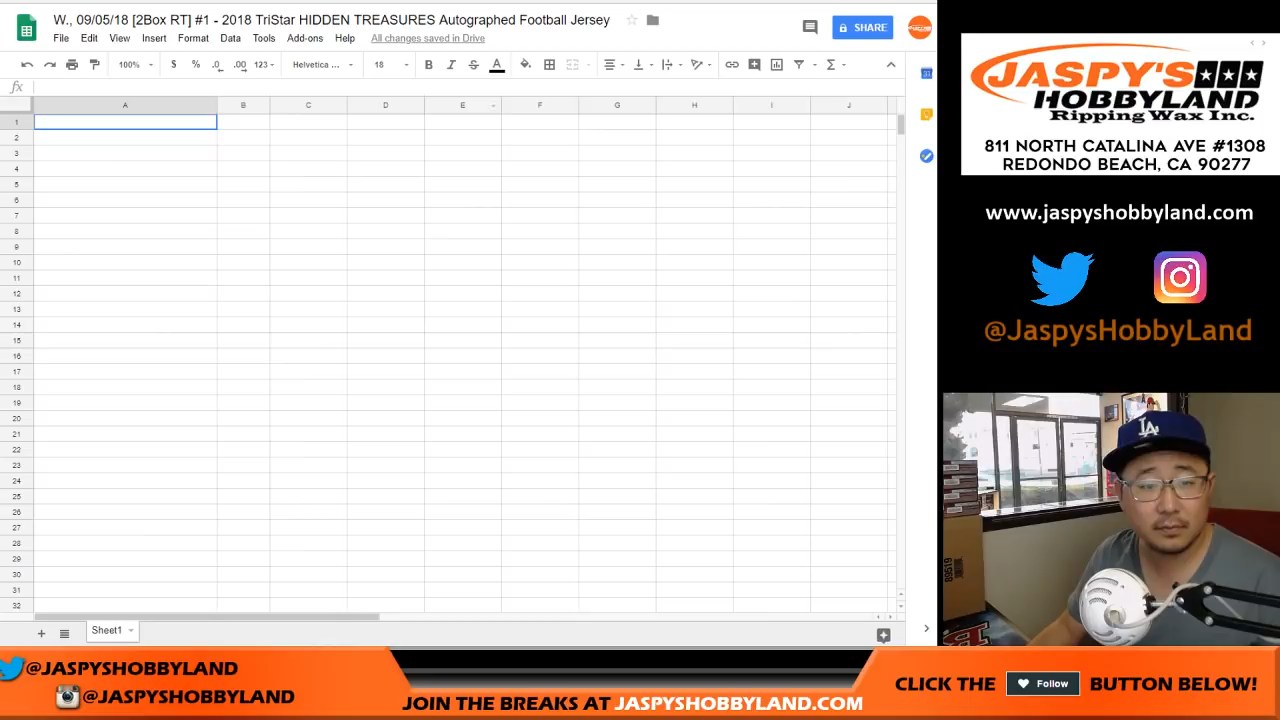 W., 09/05/18 [2Box RT] #1 - 2018 TriStar HIDDEN TREASURES Autographed Football Jersey
File Edit View Insert Format Data Tools Add-ons Help All changes saved in Drive
SHARE
100% $ % .0 .00 123 Helvetica ... 18 B I S A
fx
A B C D E F G H I J
1
2
3
4
5
6
7
8
9
10
11
12
13
14
15
16
17
18
19
20
21
22
23
24
25
26
27
28
29
30
31
32
Sheet1
JASPY'S
HOBBYLAND
Ripping Wax Inc.
811 NORTH CATALINA AVE #1308
REDONDO BEACH, CA 90277
www.jaspyshobbyland.com
@JaspysHobbyLand
LA
@JASPYSHOBBYLAND
@JASPYSHOBBYLAND
JOIN THE BREAKS AT JASPYSHOBBYLAND.COM
CLICK THE Follow BUTTON BELOW!